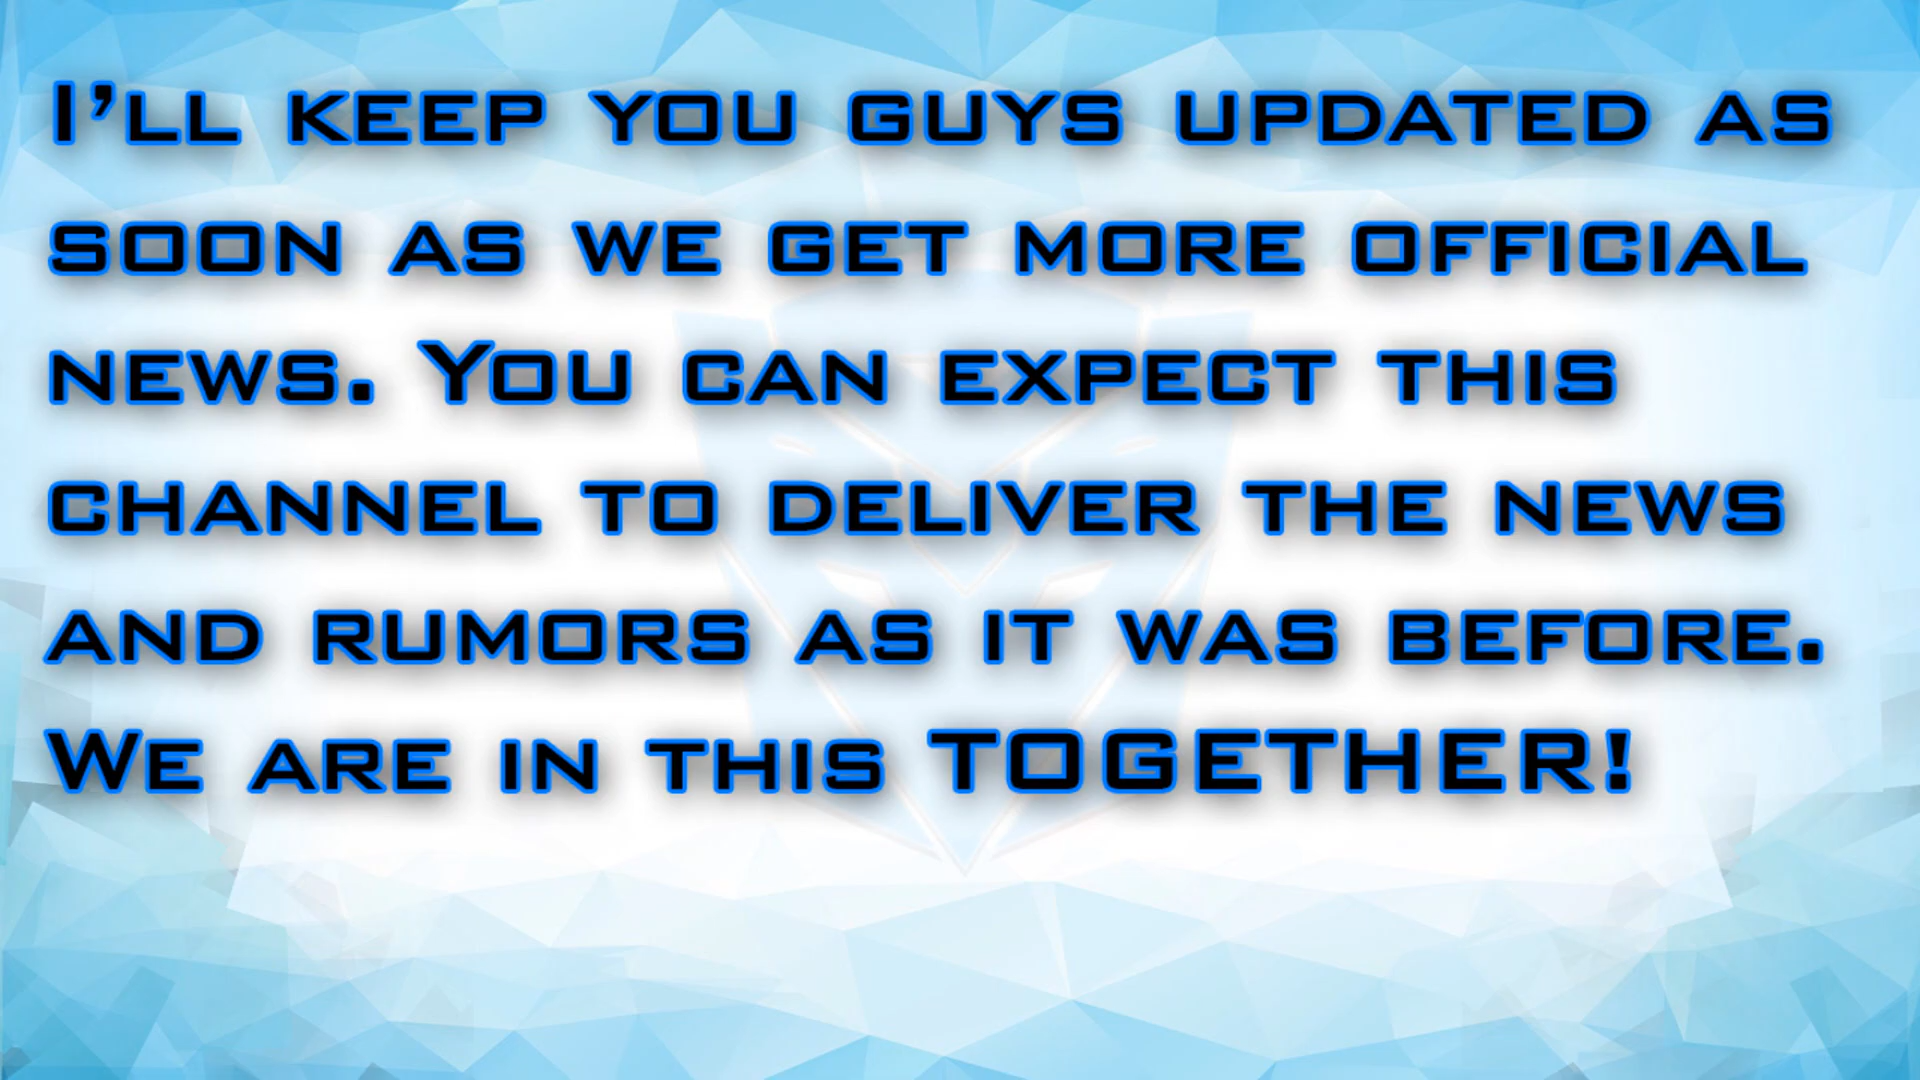 I'll keep you guys updated as
soon as we get more official
news. You can expect this
channel to deliver the news
and rumors as it was before.
We are in this TOGETHER!